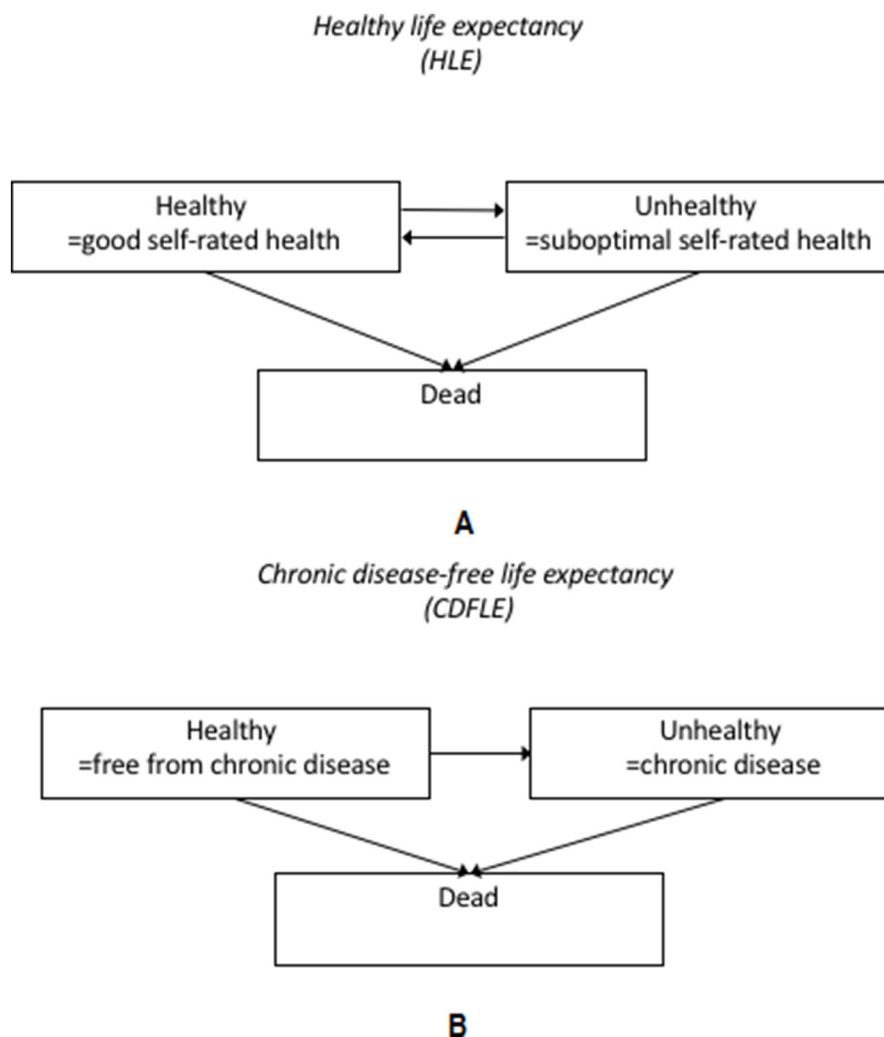 Healthy life expectancy
(HLE)
Healthy
=good self-rated health
Unhealthy
=suboptimal self-rated health
Dead
A
Chronic disease-free life expectancy
(CDFLE)
Healthy
=free from chronic disease
Unhealthy
=chronic disease
Dead
B